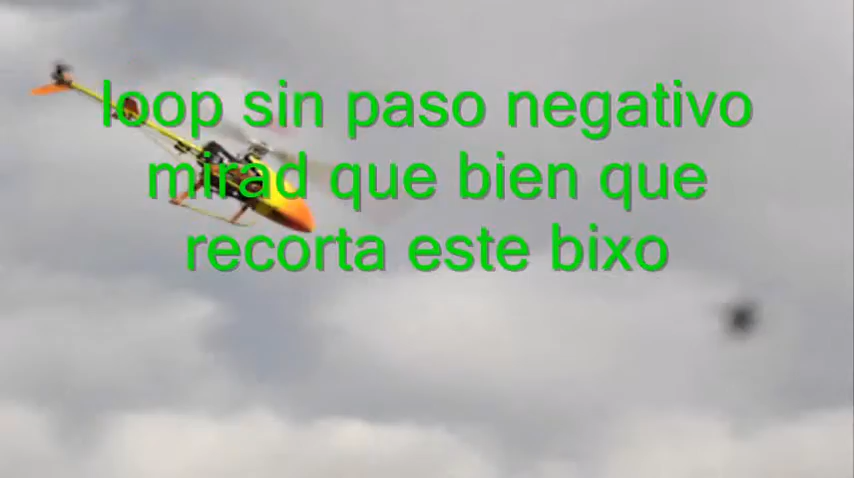 loop sin paso negativo
mirad que bien que
recorta este bixo